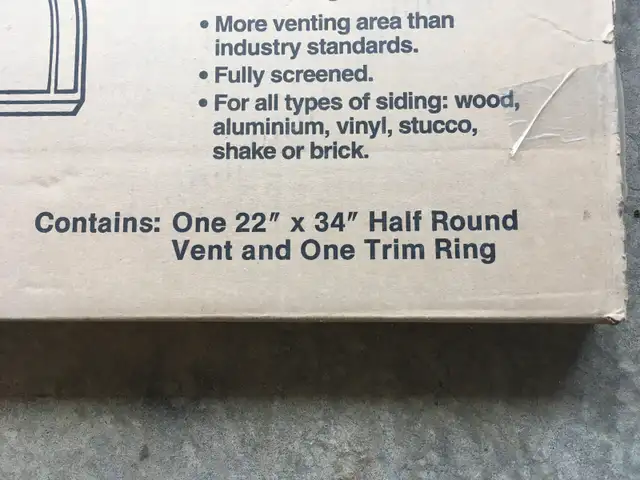 • More venting area than
industry standards.
• Fully screened.
• For all types of siding: wood,
aluminium, vinyl, stucco,
shake or brick.
Contains: One 22″ x 34″ Half Round
Vent and One Trim Ring